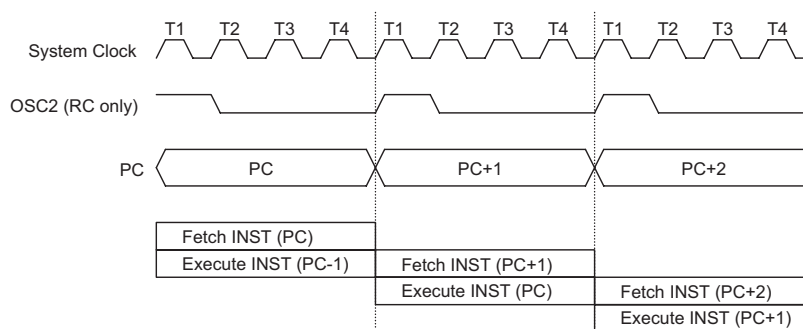 T1 T2 T3 T4 T1 T2 T3 T4 T1 T2 T3 T4
System Clock
OSC2 (RC only)
PC PC PC+1 PC+2
Fetch INST (PC)
Execute INST (PC-1) Fetch INST (PC+1)
Execute INST (PC) Fetch INST (PC+2)
Execute INST (PC+1)